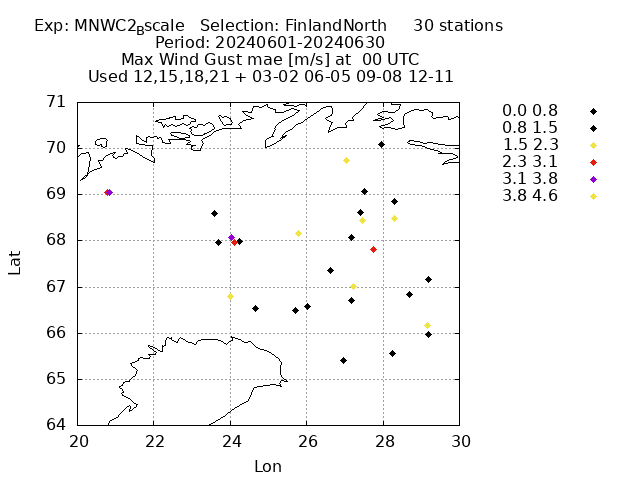 Exp: MNWC2_Bscale   Selection: FinlandNorth     30 stations
Period: 20240601-20240630
Max Wind Gust mae [m/s] at  00 UTC
Used 12,15,18,21 + 03-02 06-05 09-08 12-11
0.0 0.8
0.8 1.5
1.5 2.3
2.3 3.1
3.1 3.8
3.8 4.6
71
70
69
68
67
66
65
64
Lat
20 22 24 26 28 30
Lon